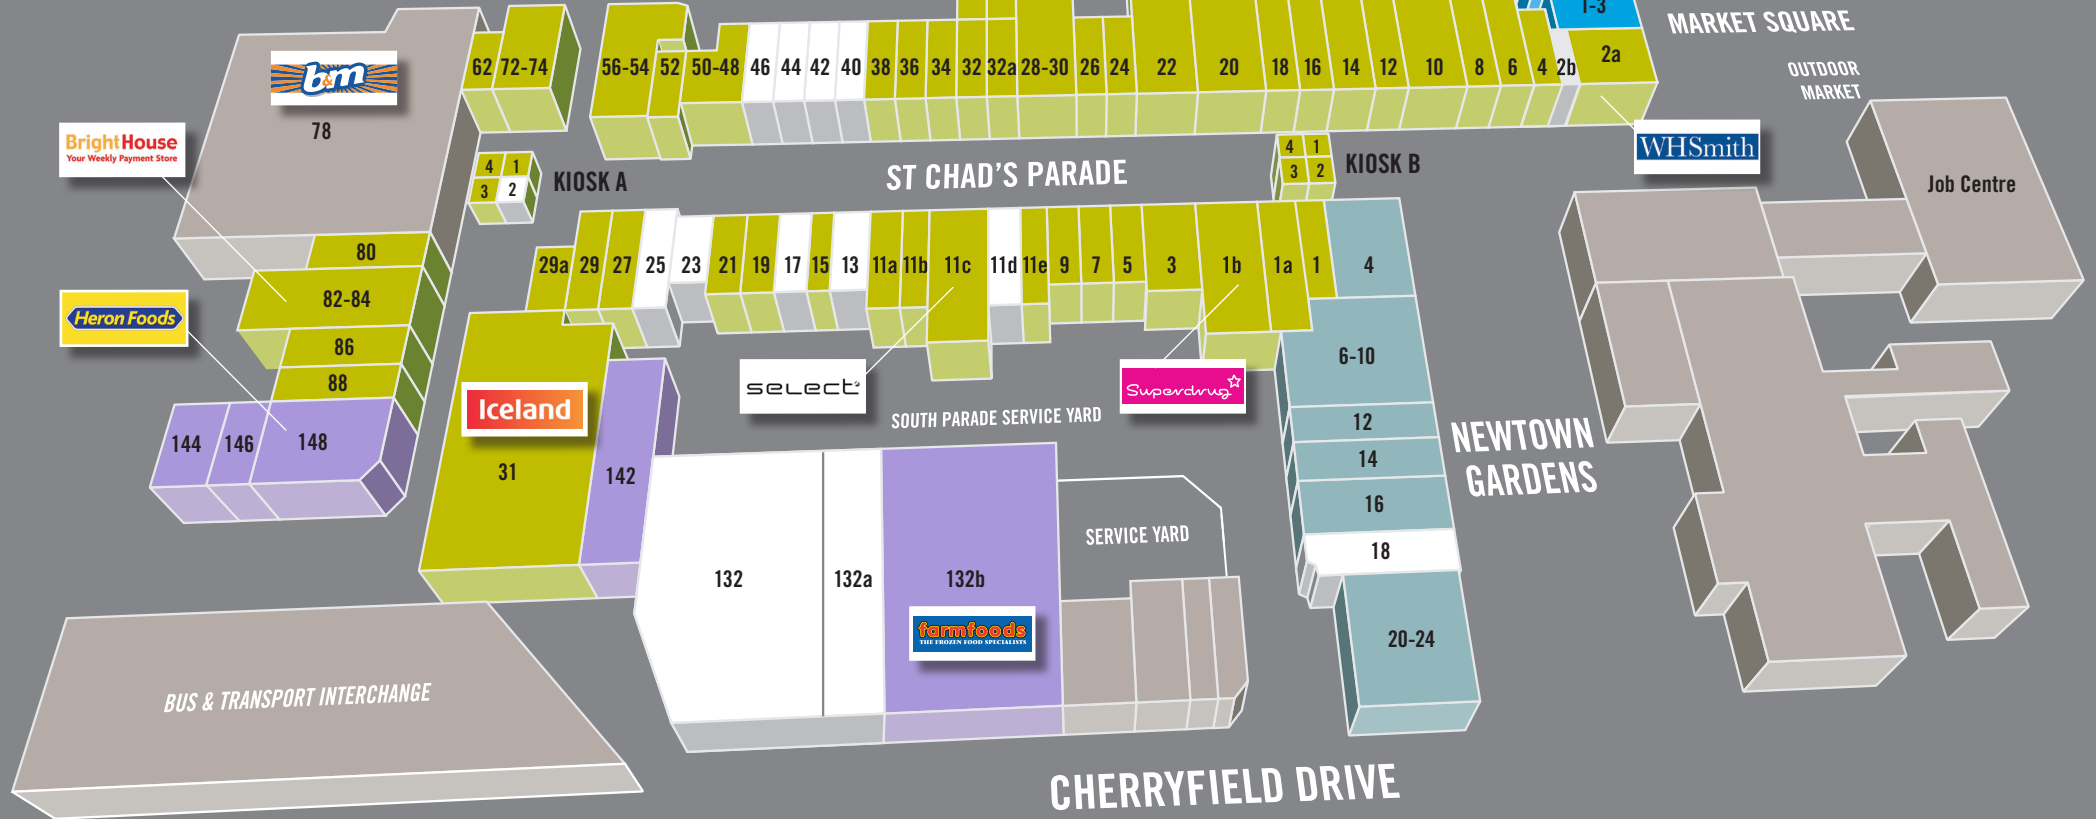 1-3
MARKET SQUARE
b&m
62
72-74
56-54
52
50-48
46
44
42
40
38
36
34
32
32a
28-30
26
24
22
20
18
16
14
12
10
8
6
4
2b
2a
OUTDOOR
MARKET
78
BrightHouse
Your Weekly Payment Store
4
1
3
2
KIOSK A
ST CHAD'S PARADE
4
1
3
2
KIOSK B
WHSmith
Job Centre
80
82-84
Heron Foods
86
88
144
146
148
29a
29
27
25
23
21
19
17
15
13
11a
11b
11c
11d
11e
9
7
5
3
1b
1a
1
4
6-10
12
14
16
18
20-24
Iceland
31
142
select
Superdrug
SOUTH PARADE SERVICE YARD
NEWTOWN
GARDENS
SERVICE YARD
132
132a
132b
farmfoods
THE FROZEN FOOD SPECIALISTS
BUS & TRANSPORT INTERCHANGE
CHERRYFIELD DRIVE